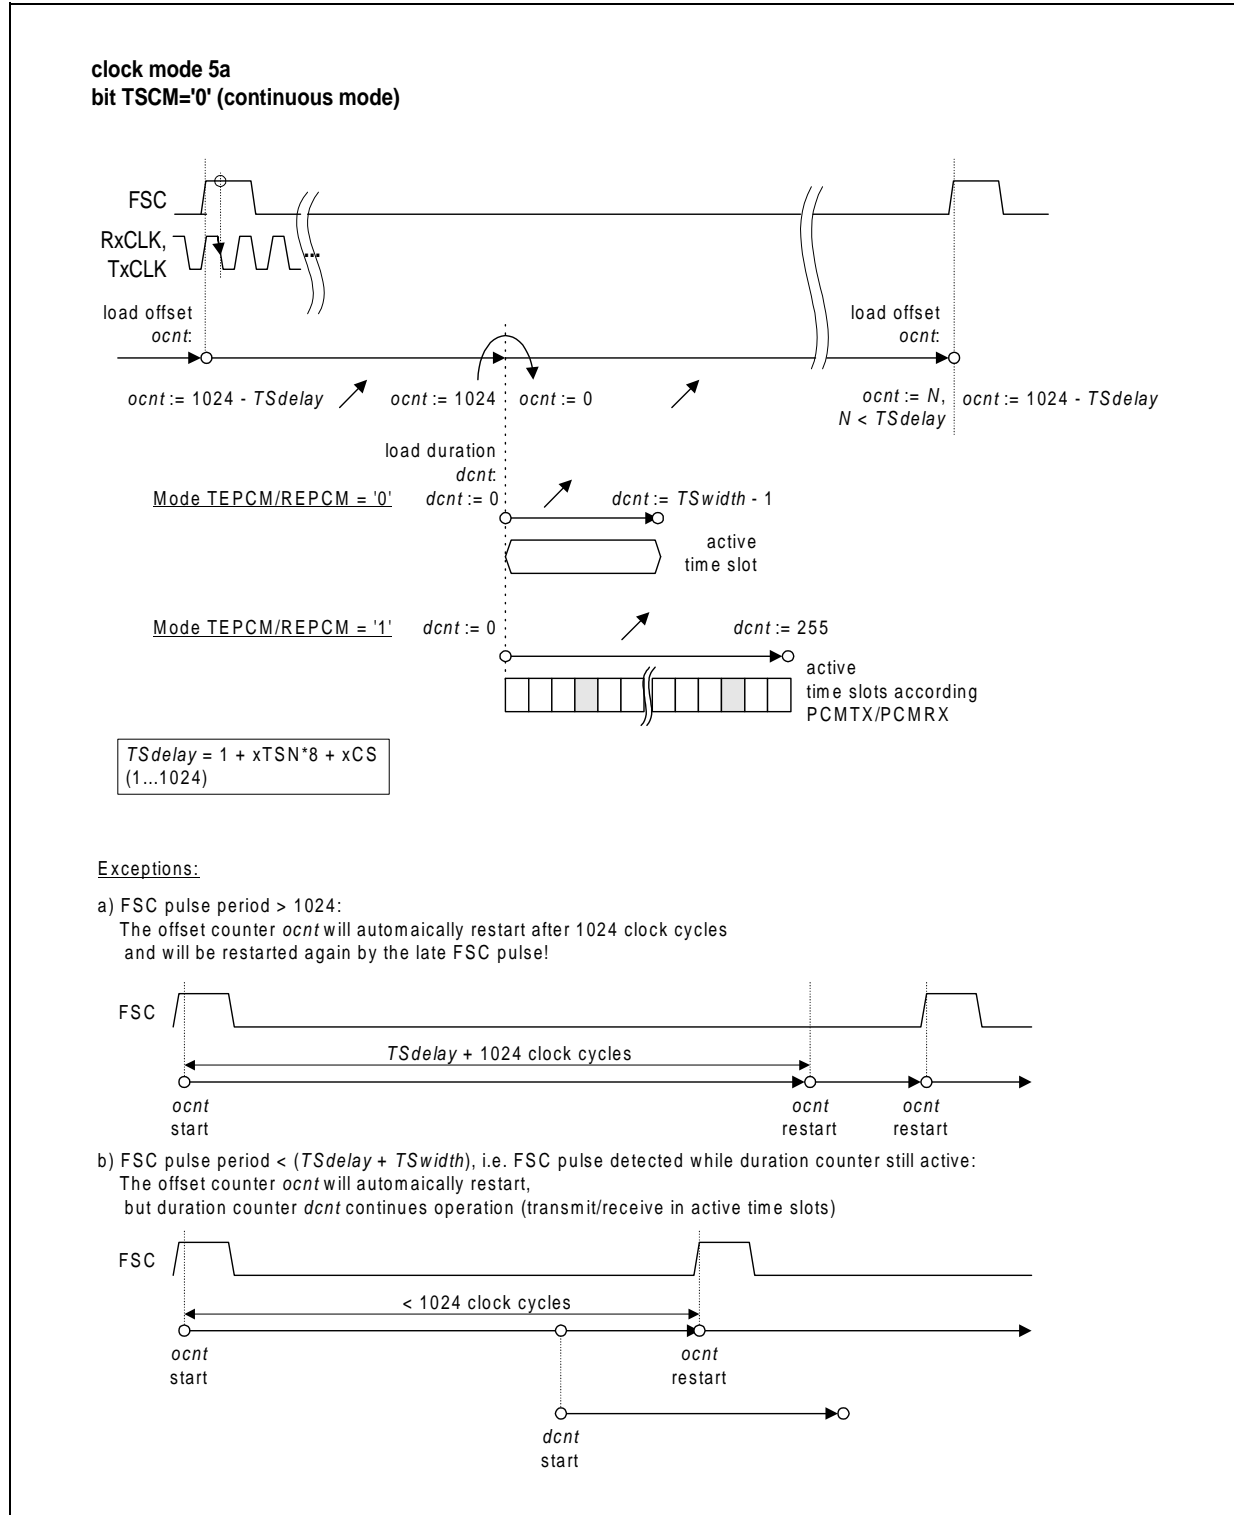 clock mode 5a
bit TSCM='0' (continuous mode)
FSC
RxCLK,
TxCLK
...
load offset
ocnt:
load offset
ocnt:
ocnt := 1024 - TSdelay
ocnt := 1024
ocnt := 0
ocnt := N,
N < TSdelay
ocnt := 1024 - TSdelay
load duration
dcnt:
Mode TEPCM/REPCM = '0'
dcnt := 0
dcnt := TSwidth - 1
active
time slot
Mode TEPCM/REPCM = '1'
dcnt := 0
dcnt := 255
active
time slots according
PCMTX/PCMRX
TSdelay = 1 + xTSN*8 + xCS
(1...1024)
Exceptions:
a) FSC pulse period > 1024:
The offset counter ocnt will automaically restart after 1024 clock cycles
and will be restarted again by the late FSC pulse!
FSC
TSdelay + 1024 clock cycles
ocnt
start
ocnt
restart
ocnt
restart
b) FSC pulse period < (TSdelay + TSwidth), i.e. FSC pulse detected while duration counter still active:
The offset counter ocnt will automaically restart,
but duration counter dcnt continues operation (transmit/receive in active time slots)
FSC
< 1024 clock cycles
ocnt
start
ocnt
restart
dcnt
start